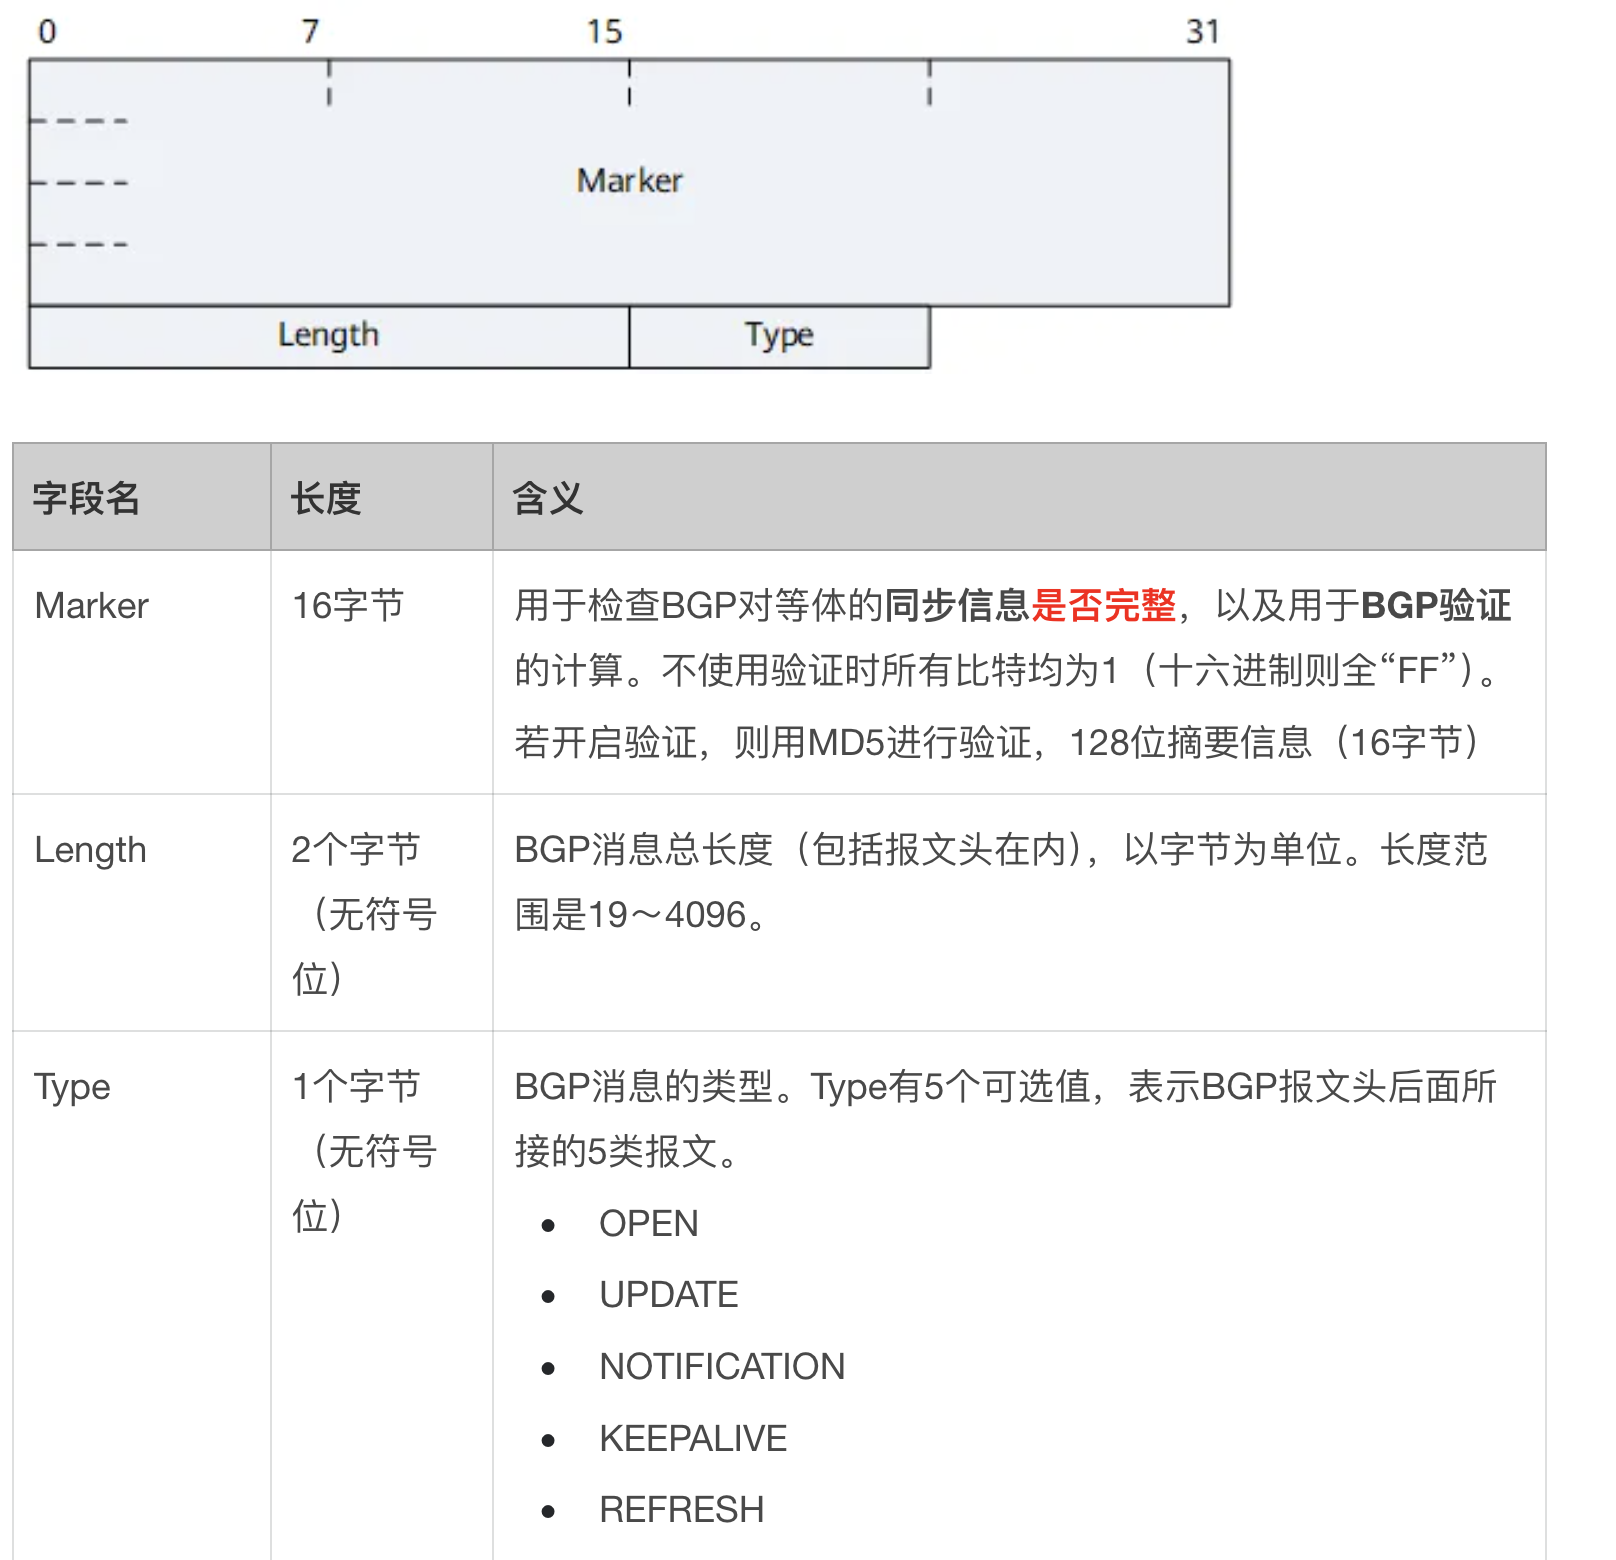 0 7 15 31
Marker
Length Type
字段名 长度 含义
Marker 16字节 用于检查BGP对等体的同步信息是否完整，以及用于BGP验证
的计算。不使用验证时所有比特均为1（十六进制则全“FF”）。
若开启验证，则用MD5进行验证，128位摘要信息（16字节）
Length 2个字节 BGP消息总长度（包括报文头在内），以字节为单位。长度范
（无符号 围是19～4096。
位）
Type 1个字节 BGP消息的类型。Type有5个可选值，表示BGP报文头后面所
（无符号 接的5类报文。
位）
• OPEN
• UPDATE
• NOTIFICATION
• KEEPALIVE
• REFRESH